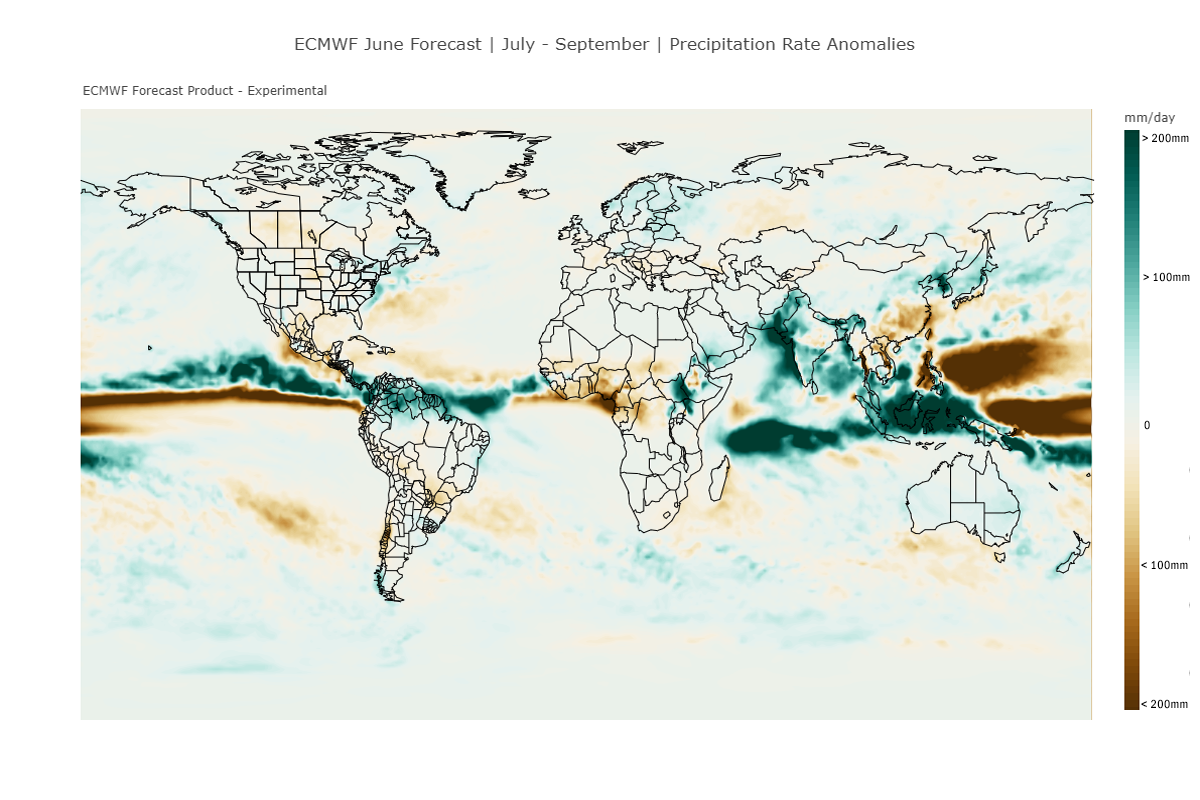 ECMWF June Forecast | July - September | Precipitation Rate Anomalies
ECMWF Forecast Product - Experimental
mm/day
> 200mm
> 100mm
0
< 100mm
< 200mm